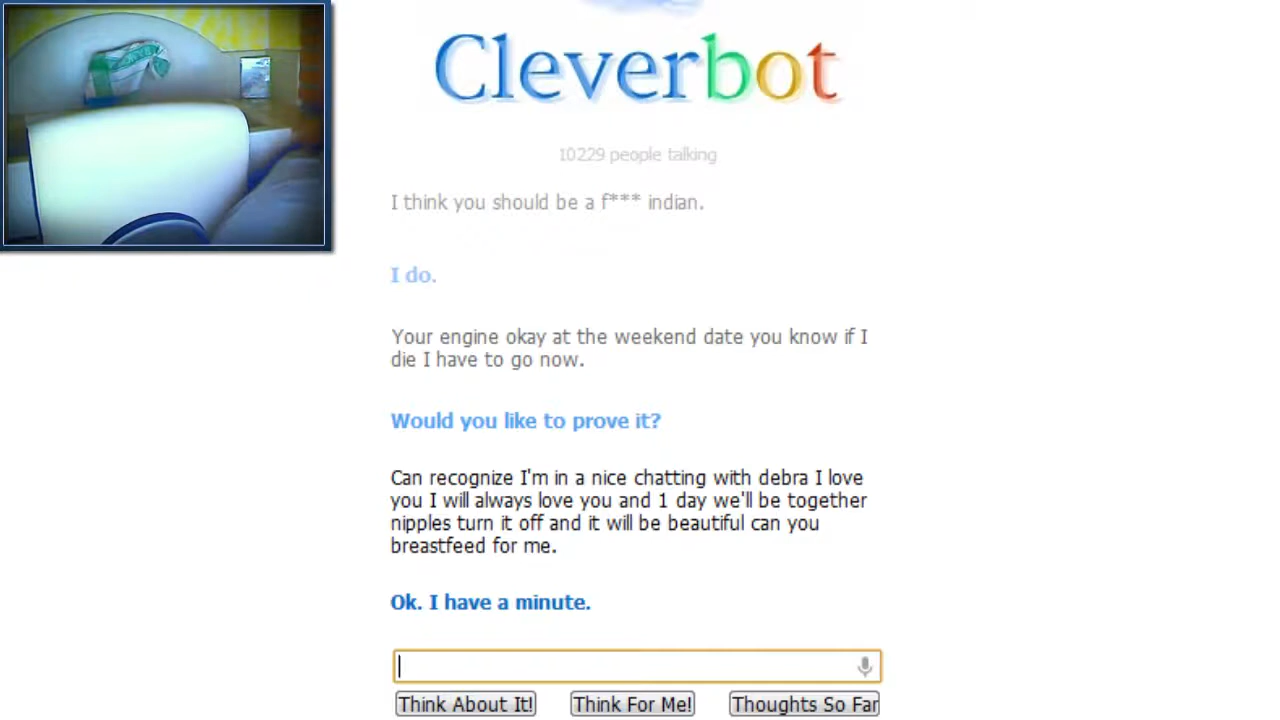 Cleverbot
10229 people talking
I think you should be a f*** indian.
I do.
Your engine okay at the weekend date you know if I
die I have to go now.
Would you like to prove it?
Can recognize I'm in a nice chatting with debra I love
you I will always love you and 1 day we'll be together
nipples turn it off and it will be beautiful can you
breastfeed for me.
Ok. I have a minute.
Think About It! Think For Me! Thoughts So Far